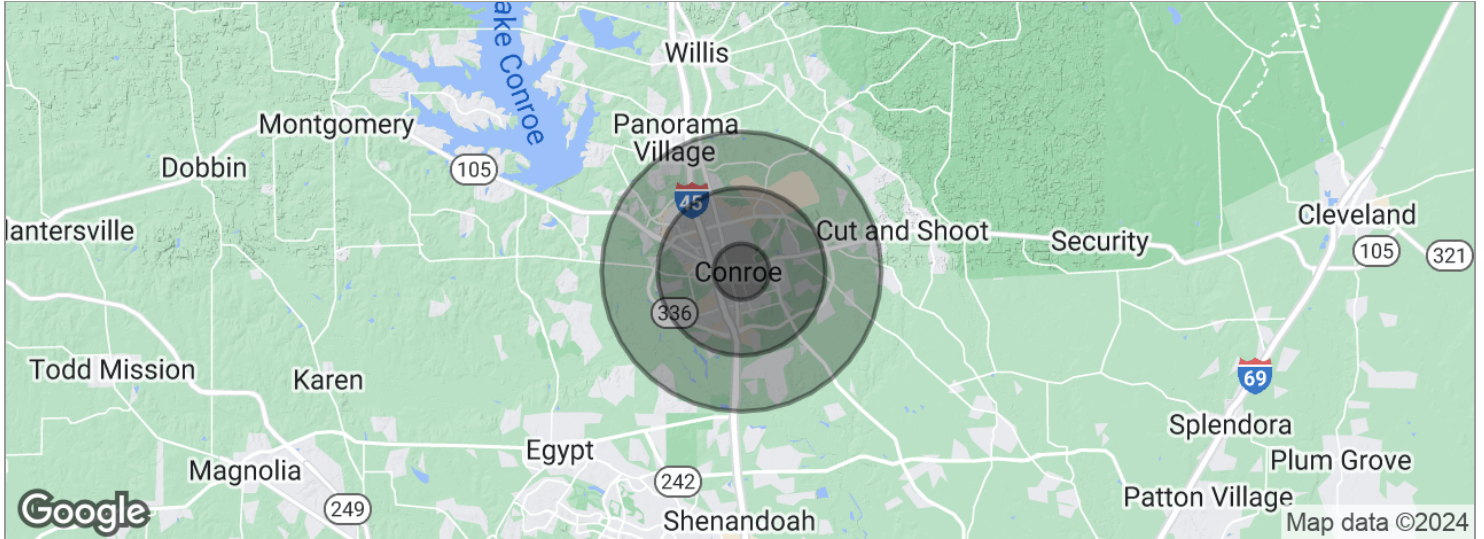 Lake Conroe
Willis
Montgomery
Panorama
Village
Dobbin
105
45
lantersville
Cut and Shoot
Security
Cleveland
105
321
Conroe
336
Todd Mission
Karen
69
Splendora
Egypt
Magnolia
Plum Grove
242
249
Patton Village
Shenandoah
Google
Map data ©2024